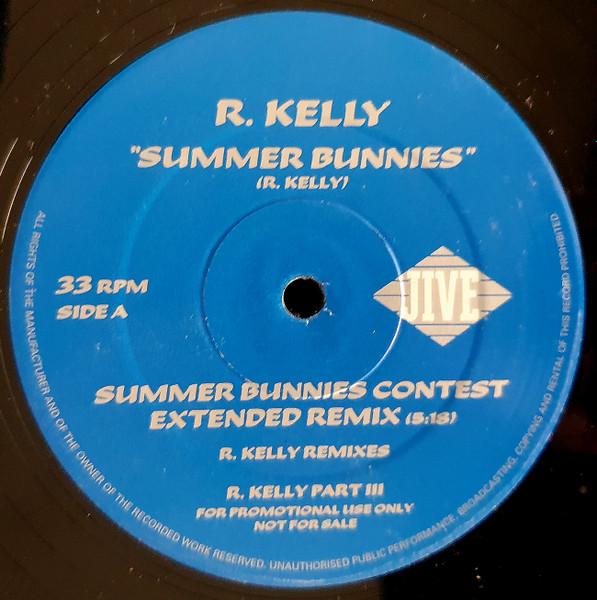 R. KELLY
"SUMMER BUNNIES"
(R. KELLY)
33 RPM
SIDE A
JIVE
SUMMER BUNNIES CONTEST
EXTENDED REMIX (5:18)
R. KELLY REMIXES
R. KELLY PART III
FOR PROMOTIONAL USE ONLY
NOT FOR SALE
ALL RIGHTS OF THE MANUFACTURER AND OF THE OWNER OF THE RECORDED WORK RESERVED. UNAUTHORISED PUBLIC PERFORMANCE, BROADCASTING, COPYING AND RENTAL OF THIS RECORD PROHIBITED